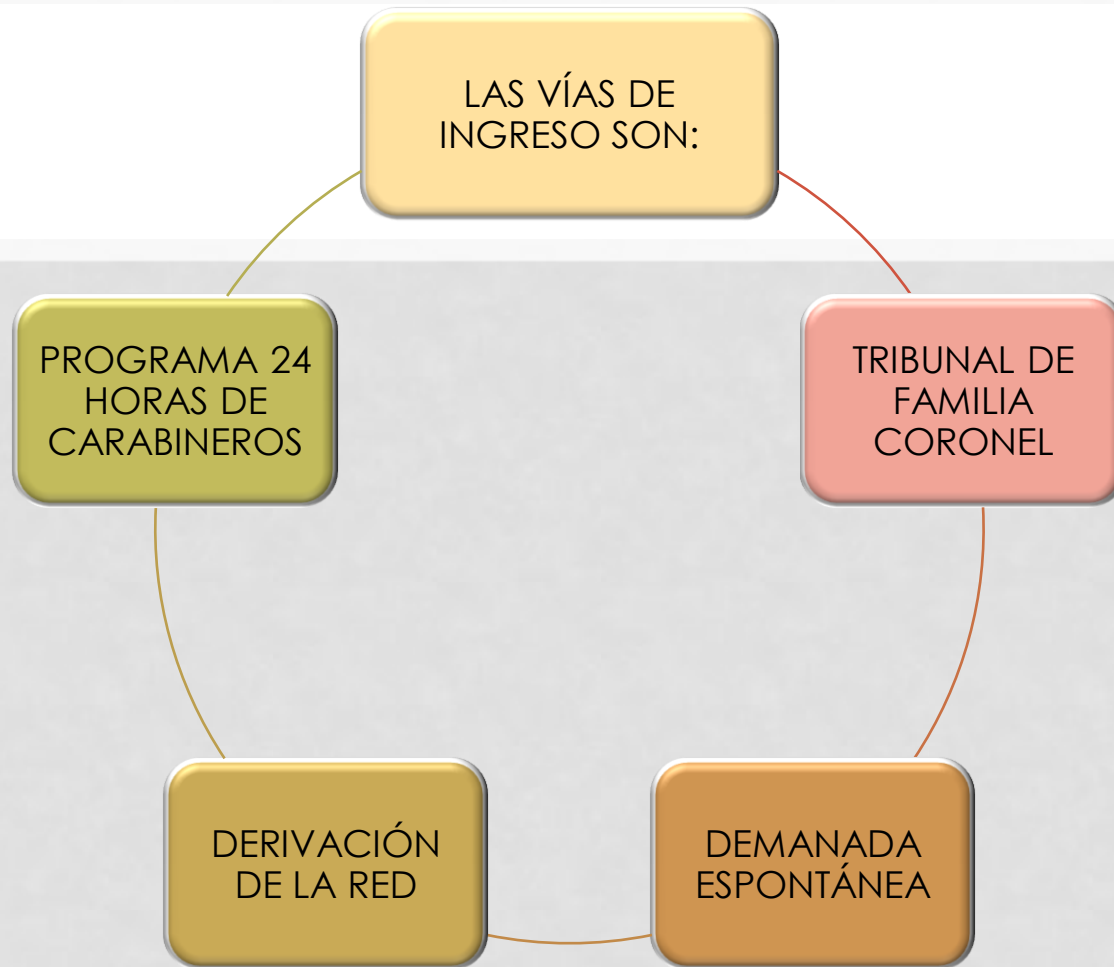 LAS VÍAS DE
INGRESO SON:
TRIBUNAL DE
FAMILIA
CORONEL
DEMANADA
ESPONTÁNEA
DERIVACIÓN
DE LA RED
PROGRAMA 24
HORAS DE
CARABINEROS